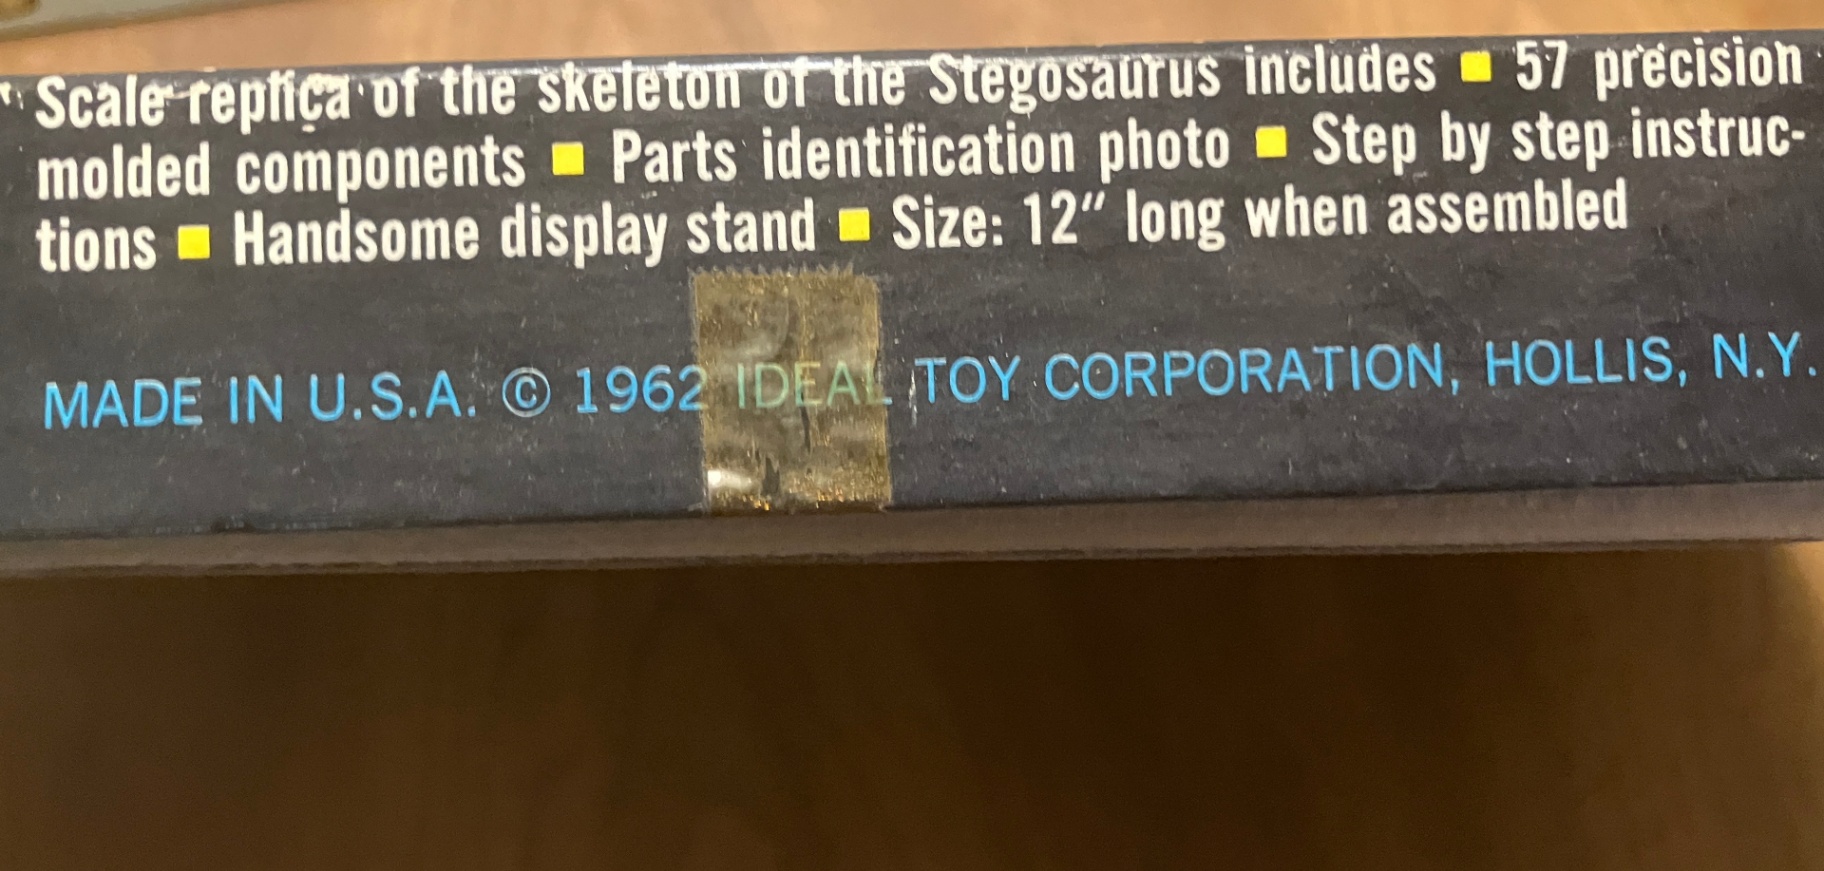 Scale replica of the skeleton of the Stegosaurus includes ■ 57 precision
molded components ■ Parts identification photo ■ Step by step instruc-
tions ■ Handsome display stand ■ Size: 12″ long when assembled
MADE IN U.S.A. © 1962 IDEAL TOY CORPORATION, HOLLIS, N.Y.